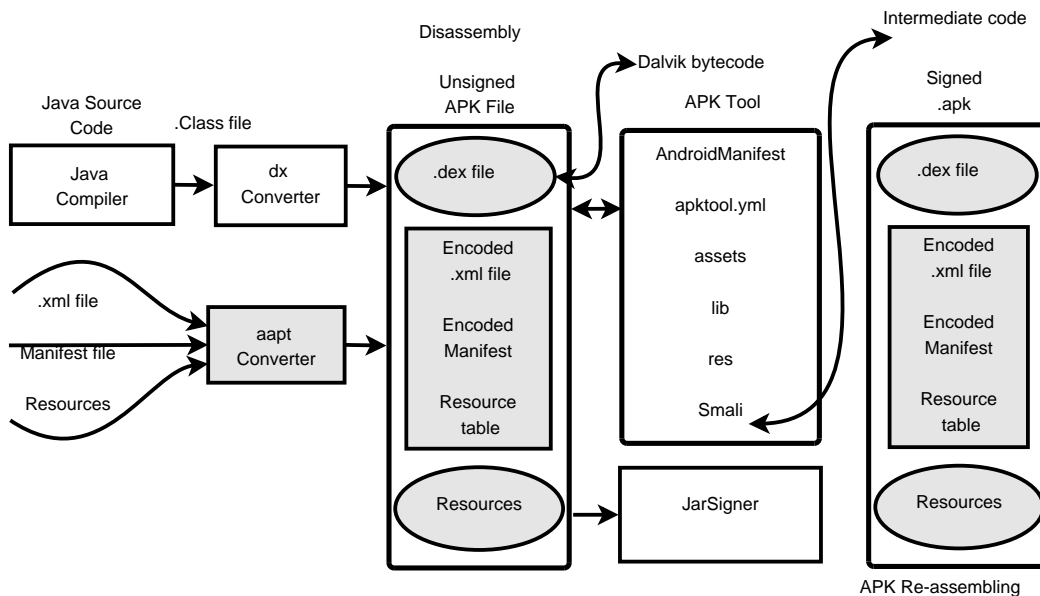 Disassembly
Intermediate code
Dalvik bytecode
Java Source
Code
.Class file
Unsigned
APK File
APK Tool
Signed
.apk
Java
Compiler
dx
Converter
.dex file
AndroidManifest
apktool.yml
assets
lib
res
Smali
.dex file
Encoded
.xml file
Encoded
Manifest
Resource
table
Encoded
.xml file
Encoded
Manifest
Resource
table
.xml file
Manifest file
Resources
aapt
Converter
Resources
JarSigner
Resources
APK Re-assembling